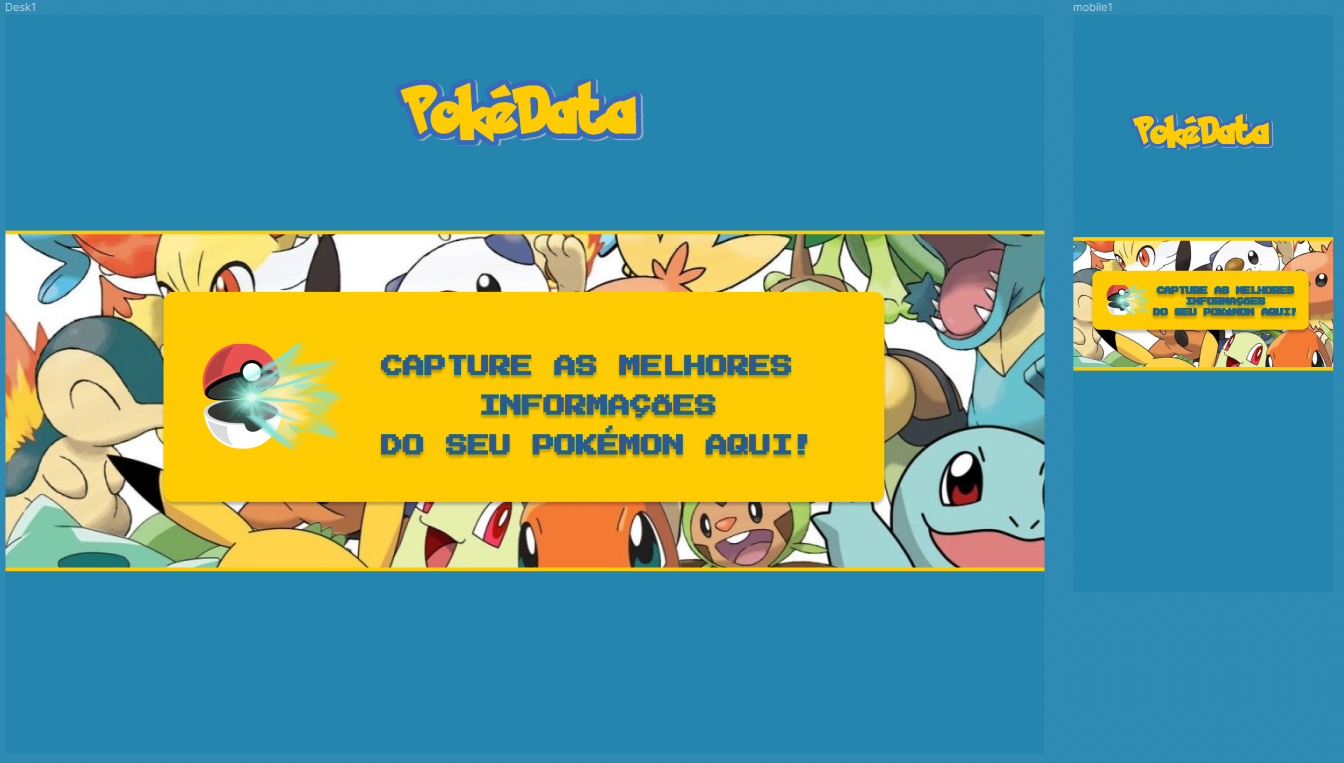 Desk1
PokéData
CAPTURE AS MELHORES
INFORMAÇÕES
DO SEU POKÉMON AQUI!
mobile1
PokéData
CAPTURE AS MELHORES
INFORMAÇÕES
DO SEU POKéMON AQUI!